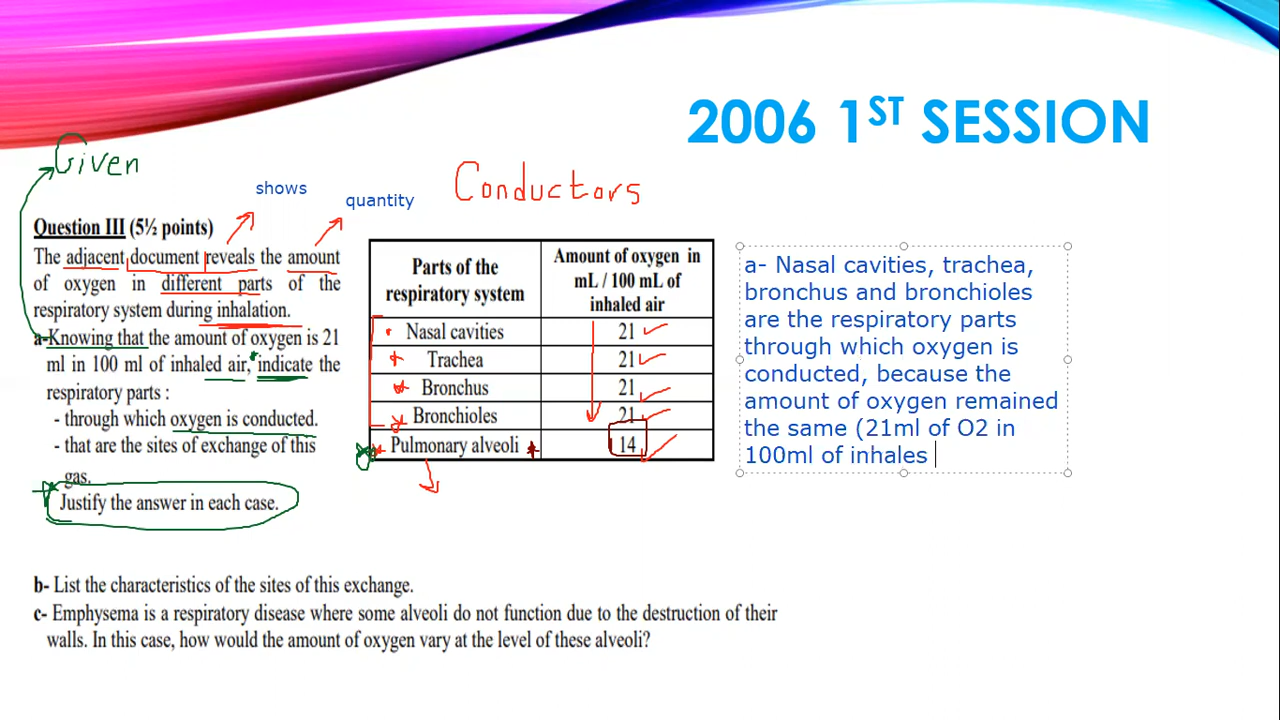 2006 1ST SESSION
Given
shows
quantity
Conductors
Question III (5½ points)
The adjacent document reveals the amount
of oxygen in different parts of the
respiratory system during inhalation.
a-Knowing that the amount of oxygen is 21
ml in 100 ml of inhaled air, indicate the
respiratory parts :
- through which oxygen is conducted.
- that are the sites of exchange of this
gas.
Justify the answer in each case.
Parts of the respiratory system
Amount of oxygen in mL / 100 mL of inhaled air
Nasal cavities 21
Trachea 21
Bronchus 21
Bronchioles 21
Pulmonary alveoli 14
a- Nasal cavities, trachea,
bronchus and bronchioles
are the respiratory parts
through which oxygen is
conducted, because the
amount of oxygen remained
the same (21ml of O2 in
100ml of inhales
b- List the characteristics of the sites of this exchange.
c- Emphysema is a respiratory disease where some alveoli do not function due to the destruction of their
walls. In this case, how would the amount of oxygen vary at the level of these alveoli?